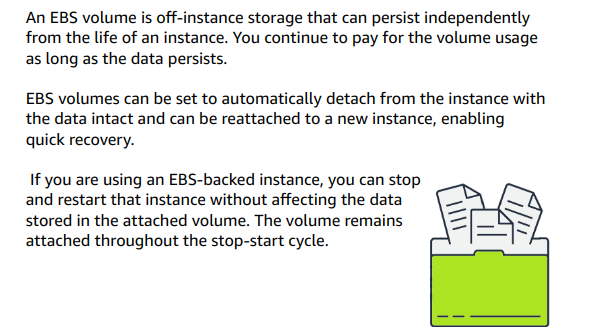 An EBS volume is off-instance storage that can persist independently
from the life of an instance. You continue to pay for the volume usage
as long as the data persists.
EBS volumes can be set to automatically detach from the instance with
the data intact and can be reattached to a new instance, enabling
quick recovery.
If you are using an EBS-backed instance, you can stop
and restart that instance without affecting the data
stored in the attached volume. The volume remains
attached throughout the stop-start cycle.